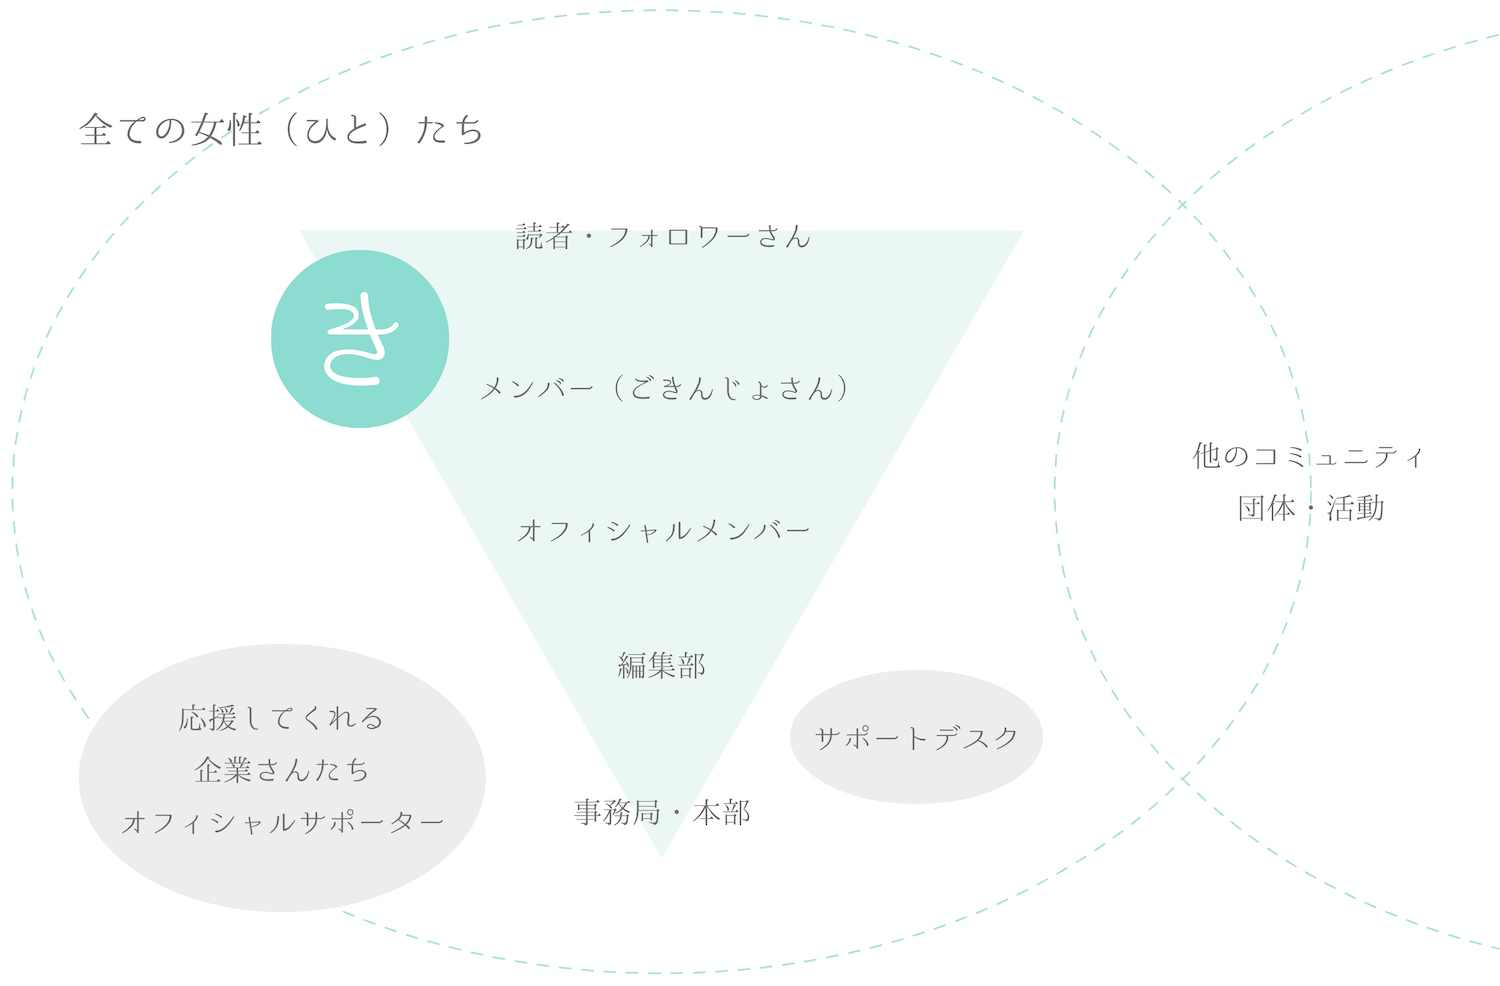 全ての女性（ひと）たち
読者・フォロワーさん
き
メンバー（ごきんじょさん）
オフィシャルメンバー
他のコミュニティ
団体・活動
編集部
応援してくれる
企業さんたち
オフィシャルサポーター
サポートデスク
事務局・本部